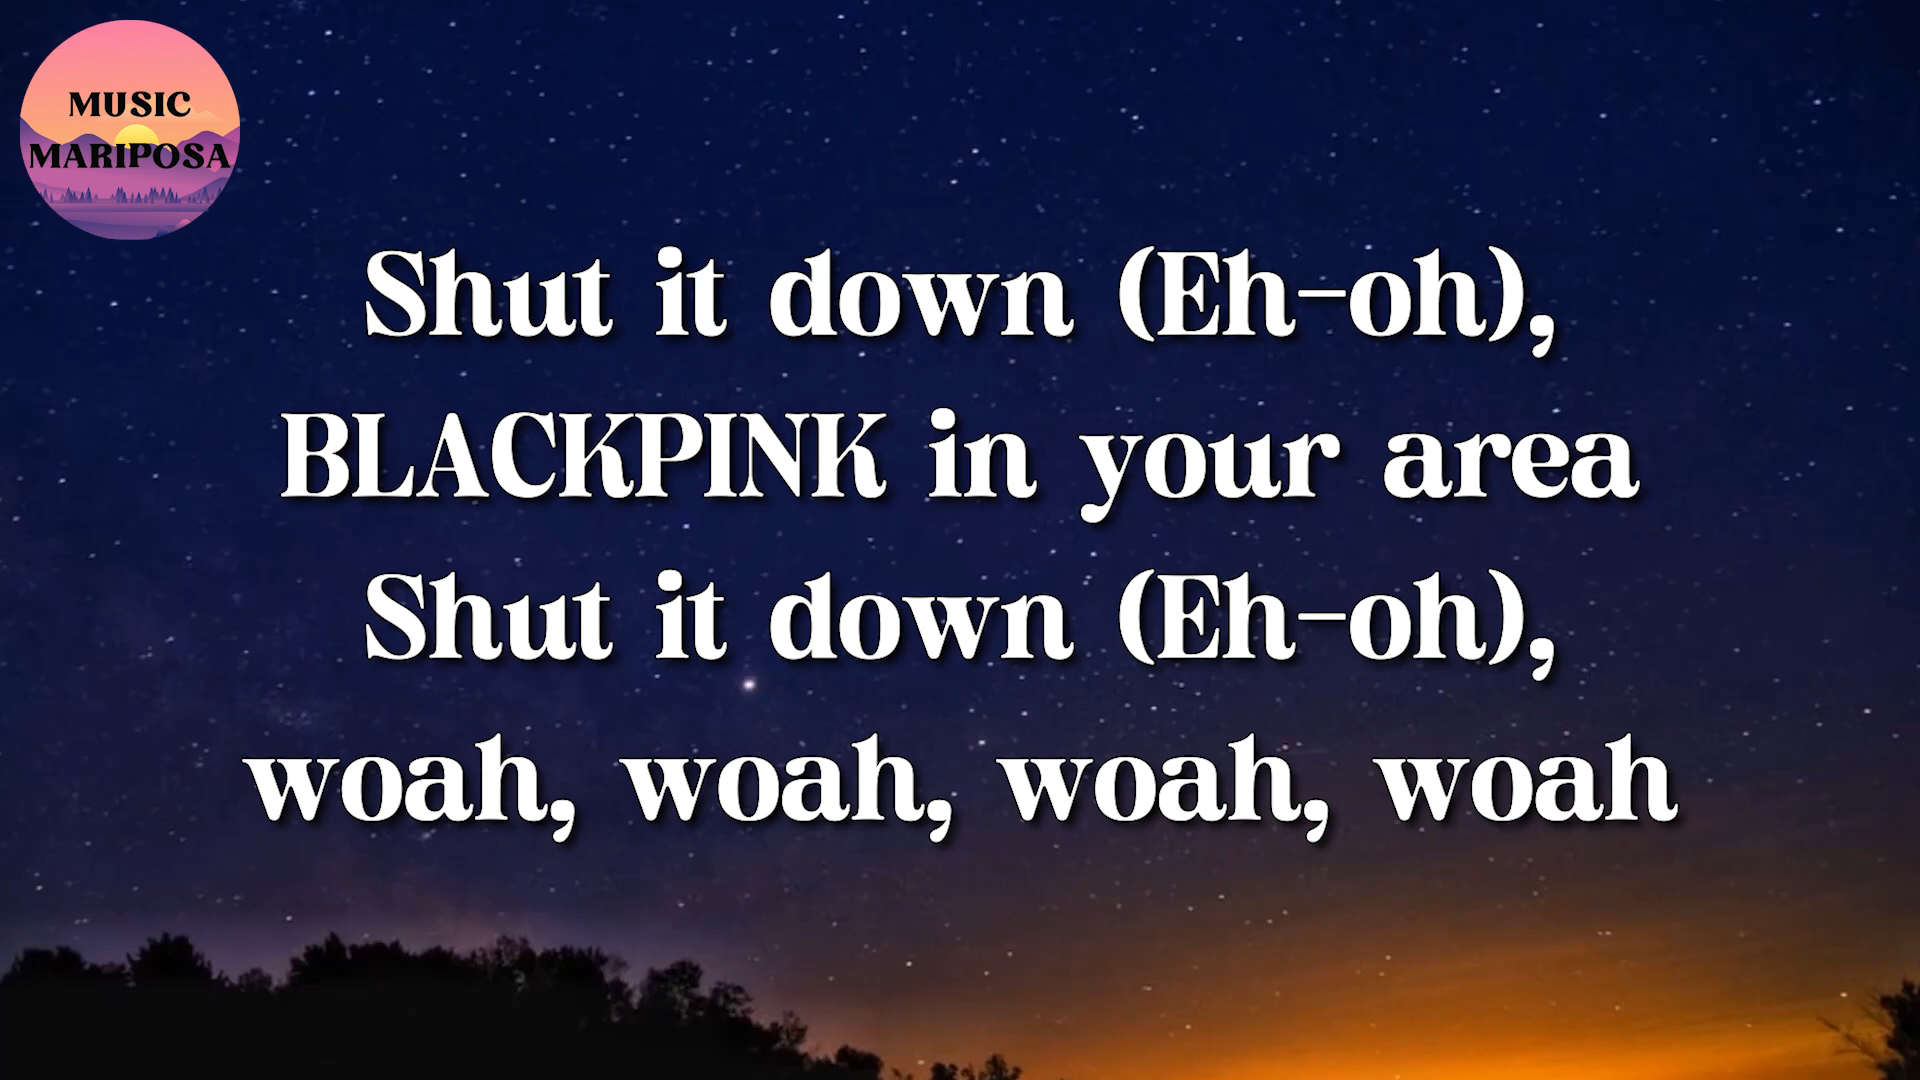 MUSIC
MARIPOSA
Shut it down (Eh-oh),
BLACKPINK in your area
Shut it down (Eh-oh),
woah, woah, woah, woah